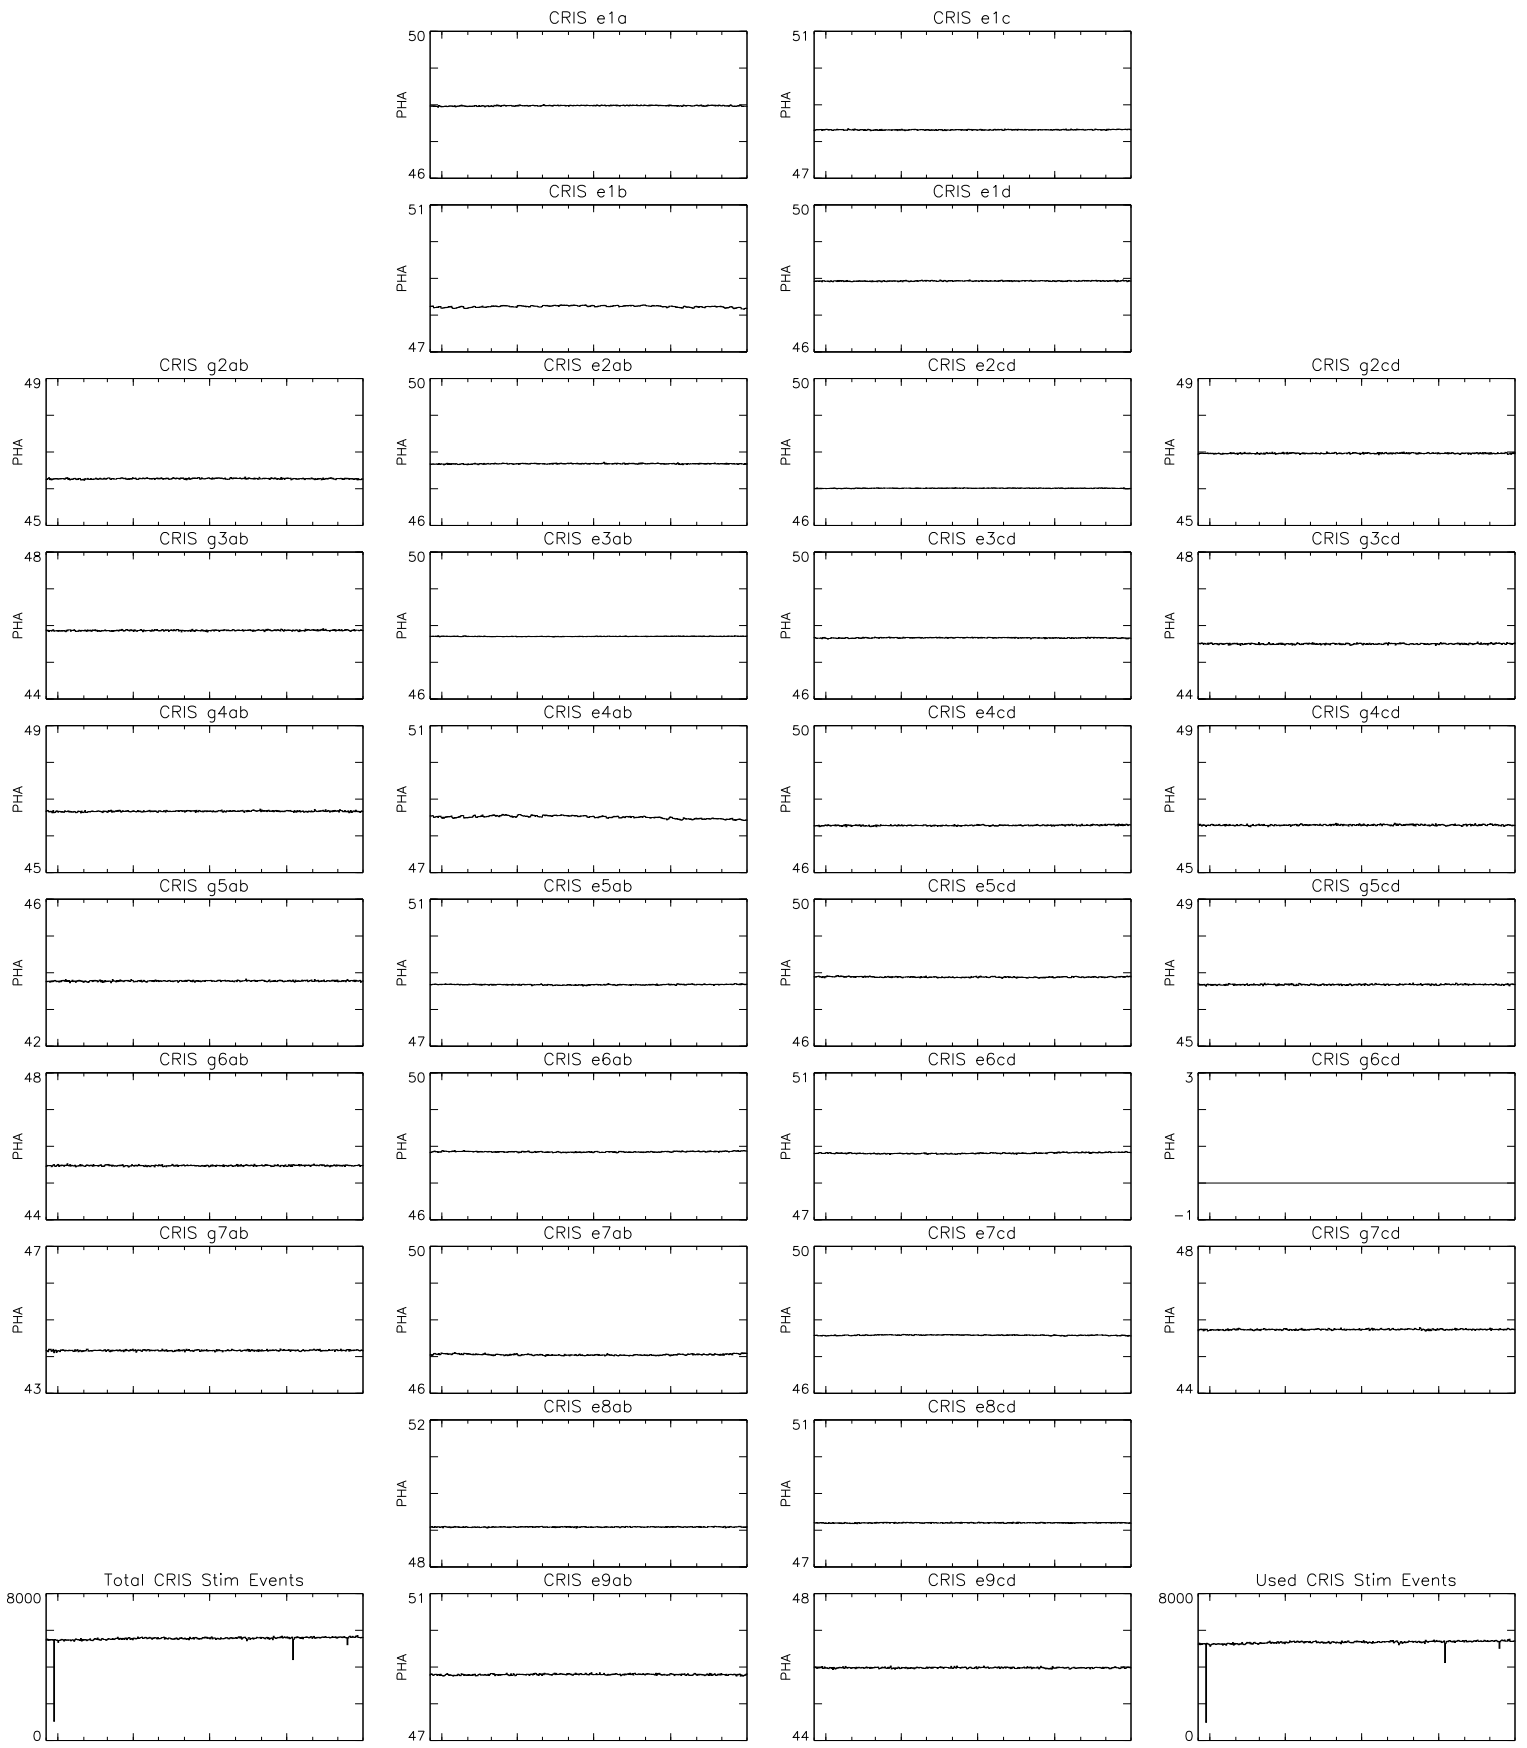 CRIS e1a CRIS e1c
50 51
PHA PHA
46 47
CRIS e1b CRIS e1d
51 50
PHA PHA
47 46
CRIS g2ab CRIS e2ab CRIS e2cd CRIS g2cd
49 50 50 49
PHA PHA PHA PHA
45 46 46 45
CRIS g3ab CRIS e3ab CRIS e3cd CRIS g3cd
48 50 50 48
PHA PHA PHA PHA
44 46 46 44
CRIS g4ab CRIS e4ab CRIS e4cd CRIS g4cd
49 51 50 49
PHA PHA PHA PHA
45 47 46 45
CRIS g5ab CRIS e5ab CRIS e5cd CRIS g5cd
46 51 50 49
PHA PHA PHA PHA
42 47 46 45
CRIS g6ab CRIS e6ab CRIS e6cd CRIS g6cd
48 50 51 3
PHA PHA PHA PHA
44 46 47 -1
CRIS g7ab CRIS e7ab CRIS e7cd CRIS g7cd
47 50 50 48
PHA PHA PHA PHA
43 46 46 44
CRIS e8ab CRIS e8cd
52 51
PHA PHA
48 47
Total CRIS Stim Events CRIS e9ab CRIS e9cd Used CRIS Stim Events
8000 51 48 8000
PHA PHA
0 47 44 0